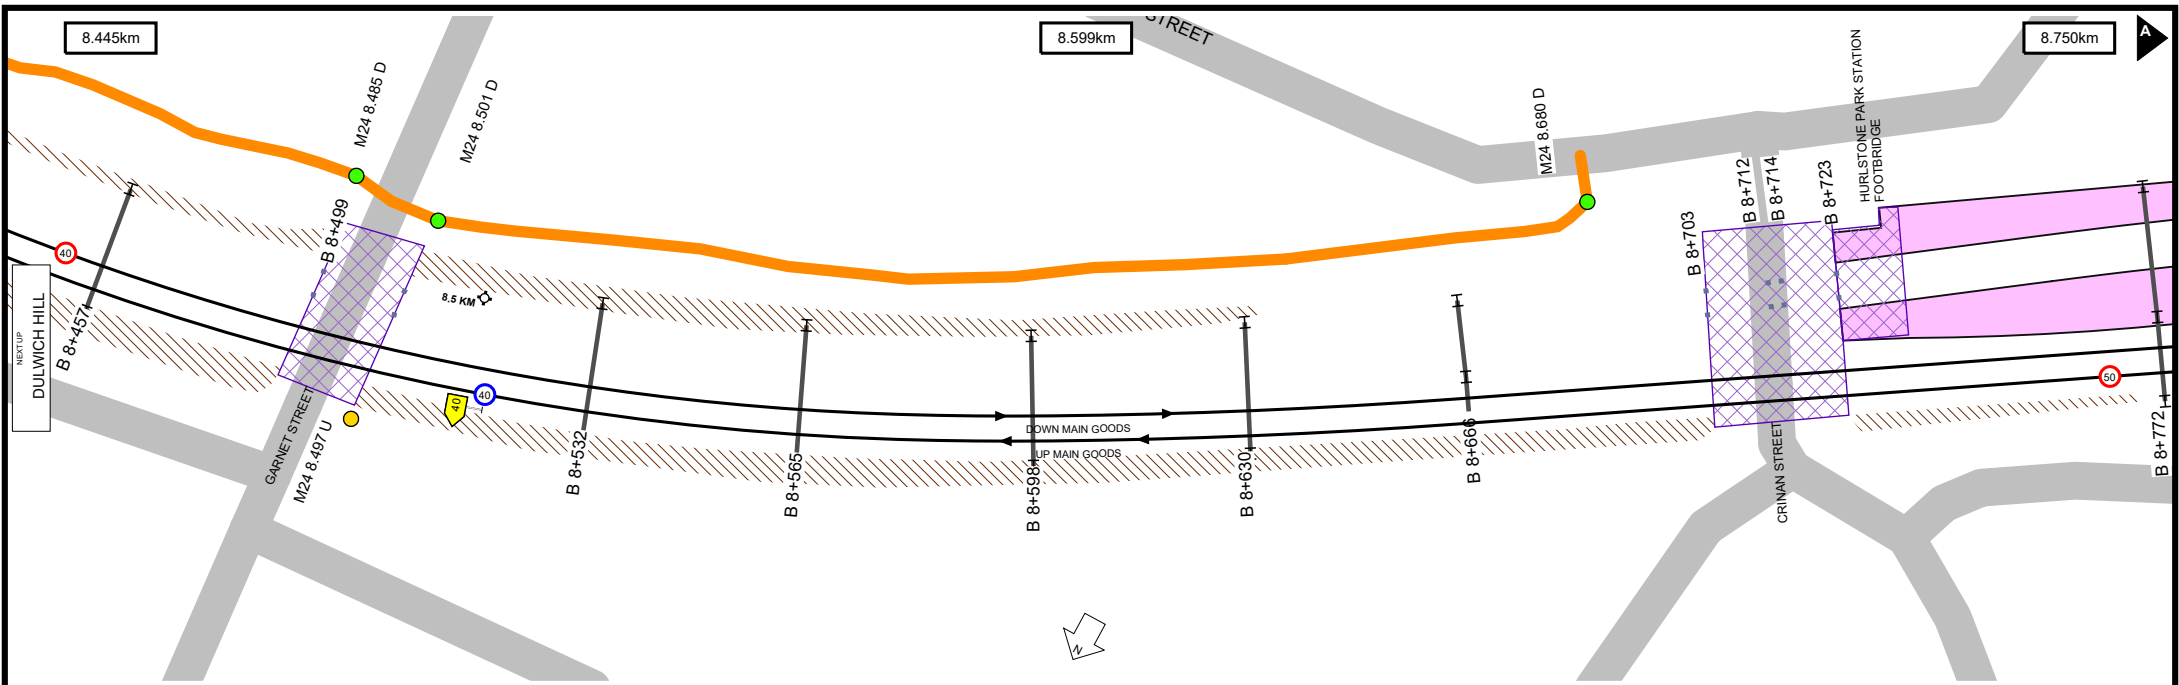 8.445km
8.599km
8.750km
A
STREET
M24 8.485 D
M24 8.501 D
M24 8.680 D
HURLSTONE PARK STATION
FOOTBRIDGE
B 8+499
B 8+703
B 8+712
B 8+714
B 8+723
40
8.5 KM
NEXT UP
DULWICH HILL
B 8+457
40
40
50
GARNET STREET
M24 8.497 U
B 8+532
B 8+565
B 8+598
B 8+630
B 8+666
DOWN MAIN GOODS
UP MAIN GOODS
CRINAN STREET
B 8+772
N